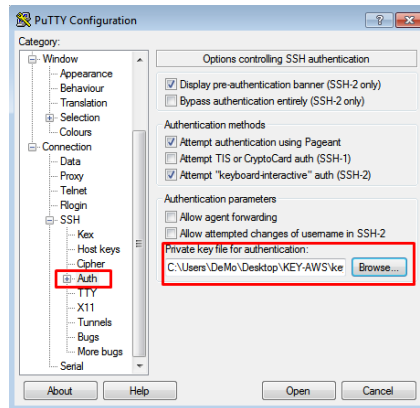 PuTTY Configuration
Category:
Window
Appearance
Behaviour
Translation
Selection
Colours
Connection
Data
Proxy
Telnet
Rlogin
SSH
Kex
Host keys
Cipher
Auth
TTY
X11
Tunnels
Bugs
More bugs
Serial
Options controlling SSH authentication
Display pre-authentication banner (SSH-2 only)
Bypass authentication entirely (SSH-2 only)
Authentication methods
Attempt authentication using Pageant
Attempt TIS or CryptoCard auth (SSH-1)
Attempt "keyboard-interactive" auth (SSH-2)
Authentication parameters
Allow agent forwarding
Allow attempted changes of username in SSH-2
Private key file for authentication:
C:\Users\DeMo\Desktop\KEY-AWS\ke Browse...
About Help Open Cancel